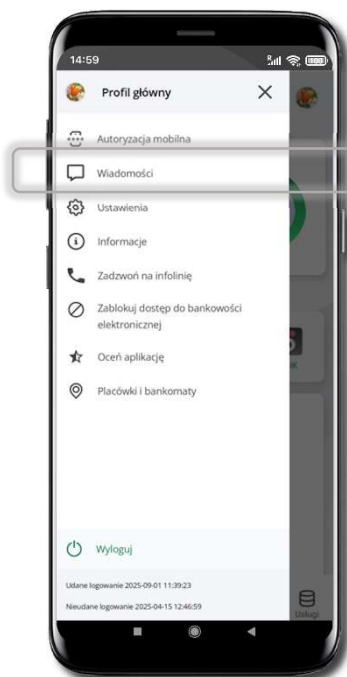 14:59
Profil główny
Autoryzacja mobilna
Wiadomości
Ustawienia
Informacje
Zadzwoń na infolinię
Zablokuj dostęp do bankowości
elektronicznej
Oceń aplikację
Placówki i bankomaty
Wyloguj
Udane logowanie 2025-09-01 11:39:23
Nieudane logowanie 2025-04-15 12:46:59
Usługi